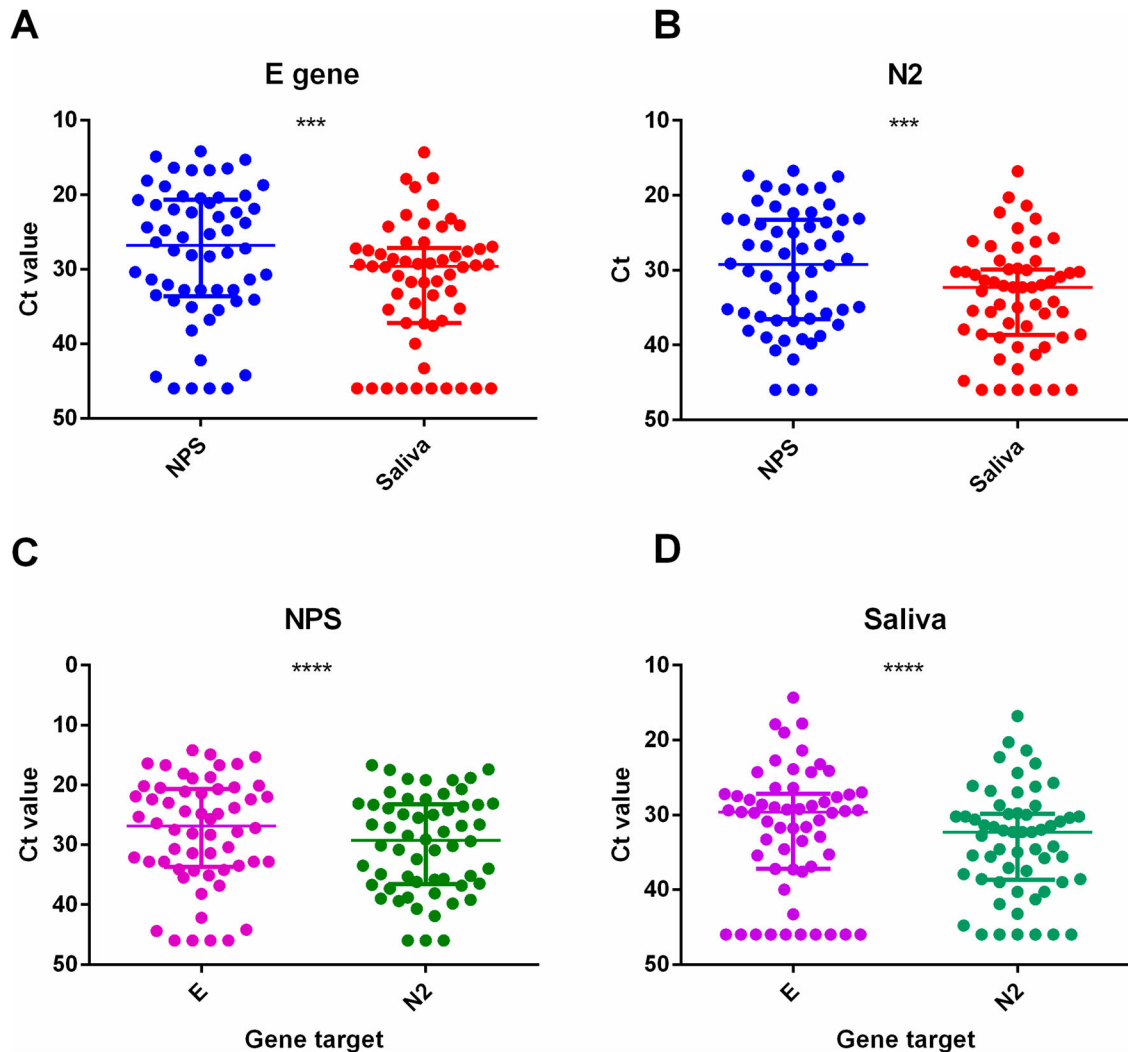 A
E gene
***
Ct value
10
20
30
40
50
NPS
Saliva
B
N2
***
Ct
10
20
30
40
50
NPS
Saliva
C
NPS
****
Ct value
0
10
20
30
40
50
E
N2
Gene target
D
Saliva
****
Ct value
10
20
30
40
50
E
N2
Gene target